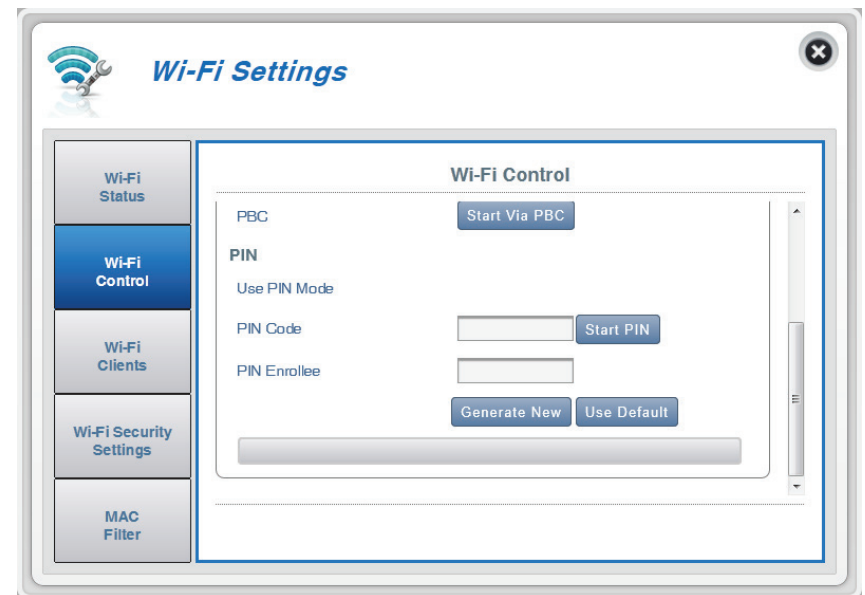 Wi-Fi Settings
Wi-Fi
Status
Wi-Fi
Control
Wi-Fi
Clients
Wi-Fi Security
Settings
MAC
Filter
Wi-Fi Control
PBC
Start Via PBC
PIN
Use PIN Mode
PIN Code
Start PIN
PIN Enrollee
Generate New
Use Default